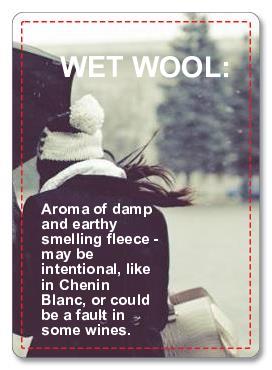 WET WOOL:
Aroma of damp
and earthy
smelling fleece -
may be
intentional, like
in Chenin
Blanc, or could
be a fault in
some wines.